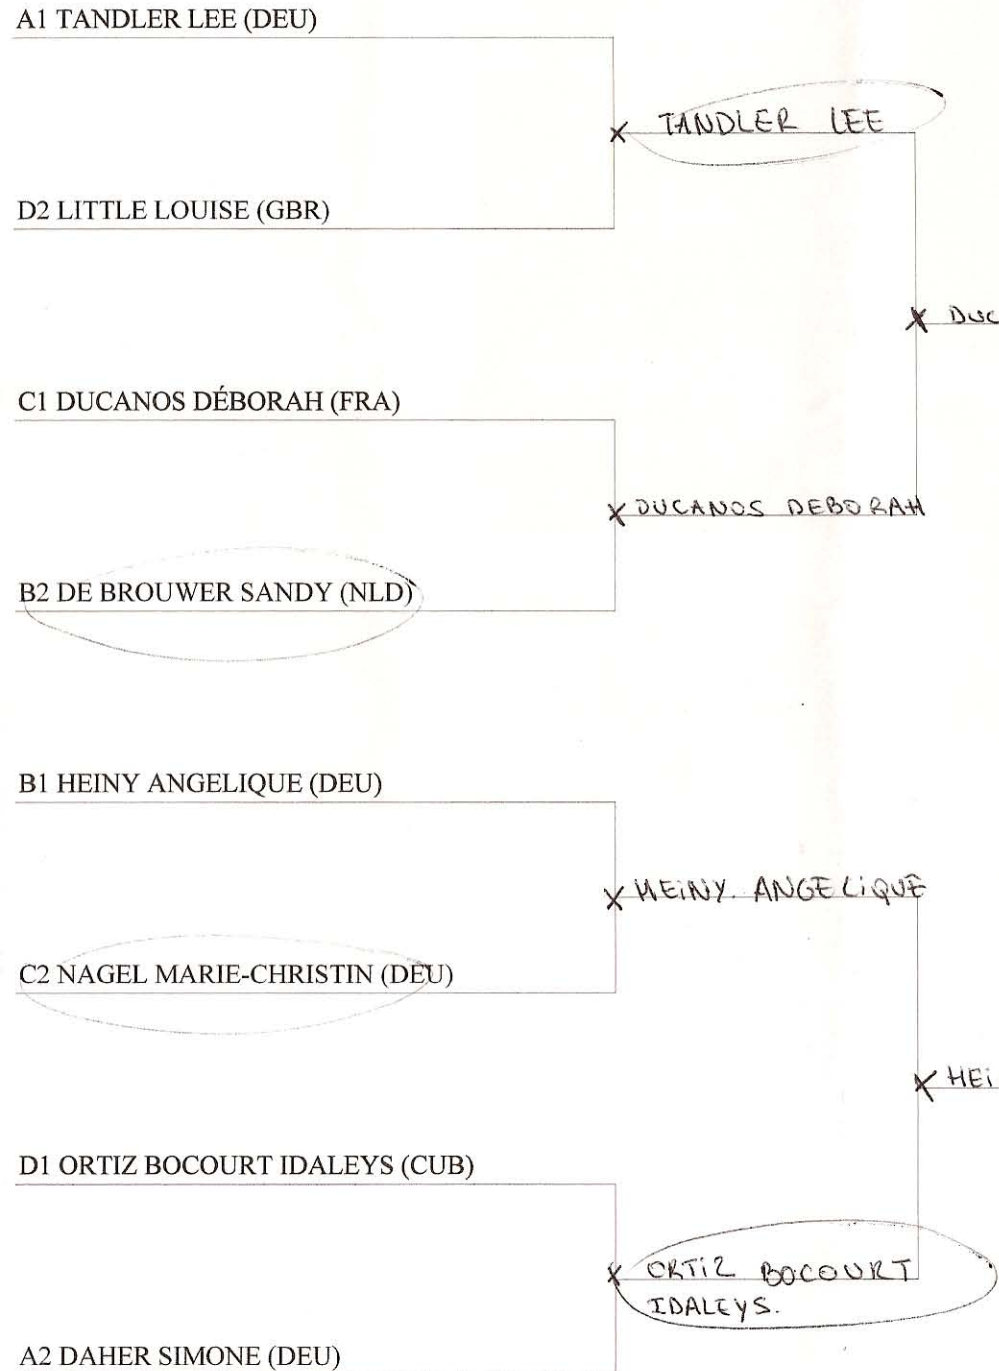 A1 TANDLER LEE (DEU)
TANDLER LEE
D2 LITTLE LOUISE (GBR)
DUC
C1 DUCANOS DÉBORAH (FRA)
DUCANOS DEBORAH
B2 DE BROUWER SANDY (NLD)
B1 HEINY ANGELIQUE (DEU)
HEiNY. ANGELiQUE
C2 NAGEL MARIE-CHRISTIN (DEU)
HEi
D1 ORTIZ BOCOURT IDALEYS (CUB)
ORTiZ BOCOURT
IDALEYS.
A2 DAHER SIMONE (DEU)